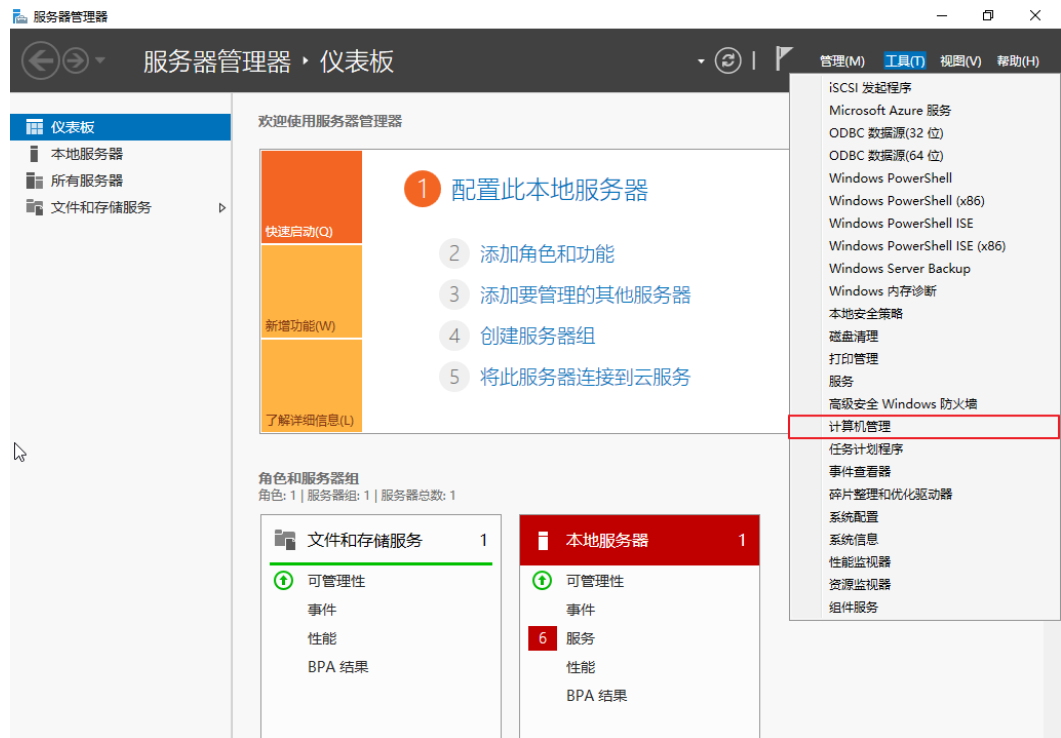 服务器管理器
服务器管理器 · 仪表板
管理(M) 工具(T) 视图(V) 帮助(H)
仪表板
本地服务器
所有服务器
文件和存储服务
欢迎使用服务器管理器
快速启动(Q)
新增功能(W)
了解详细信息(L)
1 配置此本地服务器
2 添加角色和功能
3 添加要管理的其他服务器
4 创建服务器组
5 将此服务器连接到云服务
角色和服务器组
角色: 1 | 服务器组: 1 | 服务器总数: 1
文件和存储服务 1
可管理性
事件
性能
BPA 结果
本地服务器 1
可管理性
事件
6 服务
性能
BPA 结果
iSCSI 发起程序
Microsoft Azure 服务
ODBC 数据源(32 位)
ODBC 数据源(64 位)
Windows PowerShell
Windows PowerShell (x86)
Windows PowerShell ISE
Windows PowerShell ISE (x86)
Windows Server Backup
Windows 内存诊断
本地安全策略
磁盘清理
打印管理
服务
高级安全 Windows 防火墙
计算机管理
任务计划程序
事件查看器
碎片整理和优化驱动器
系统配置
系统信息
性能监视器
资源监视器
组件服务